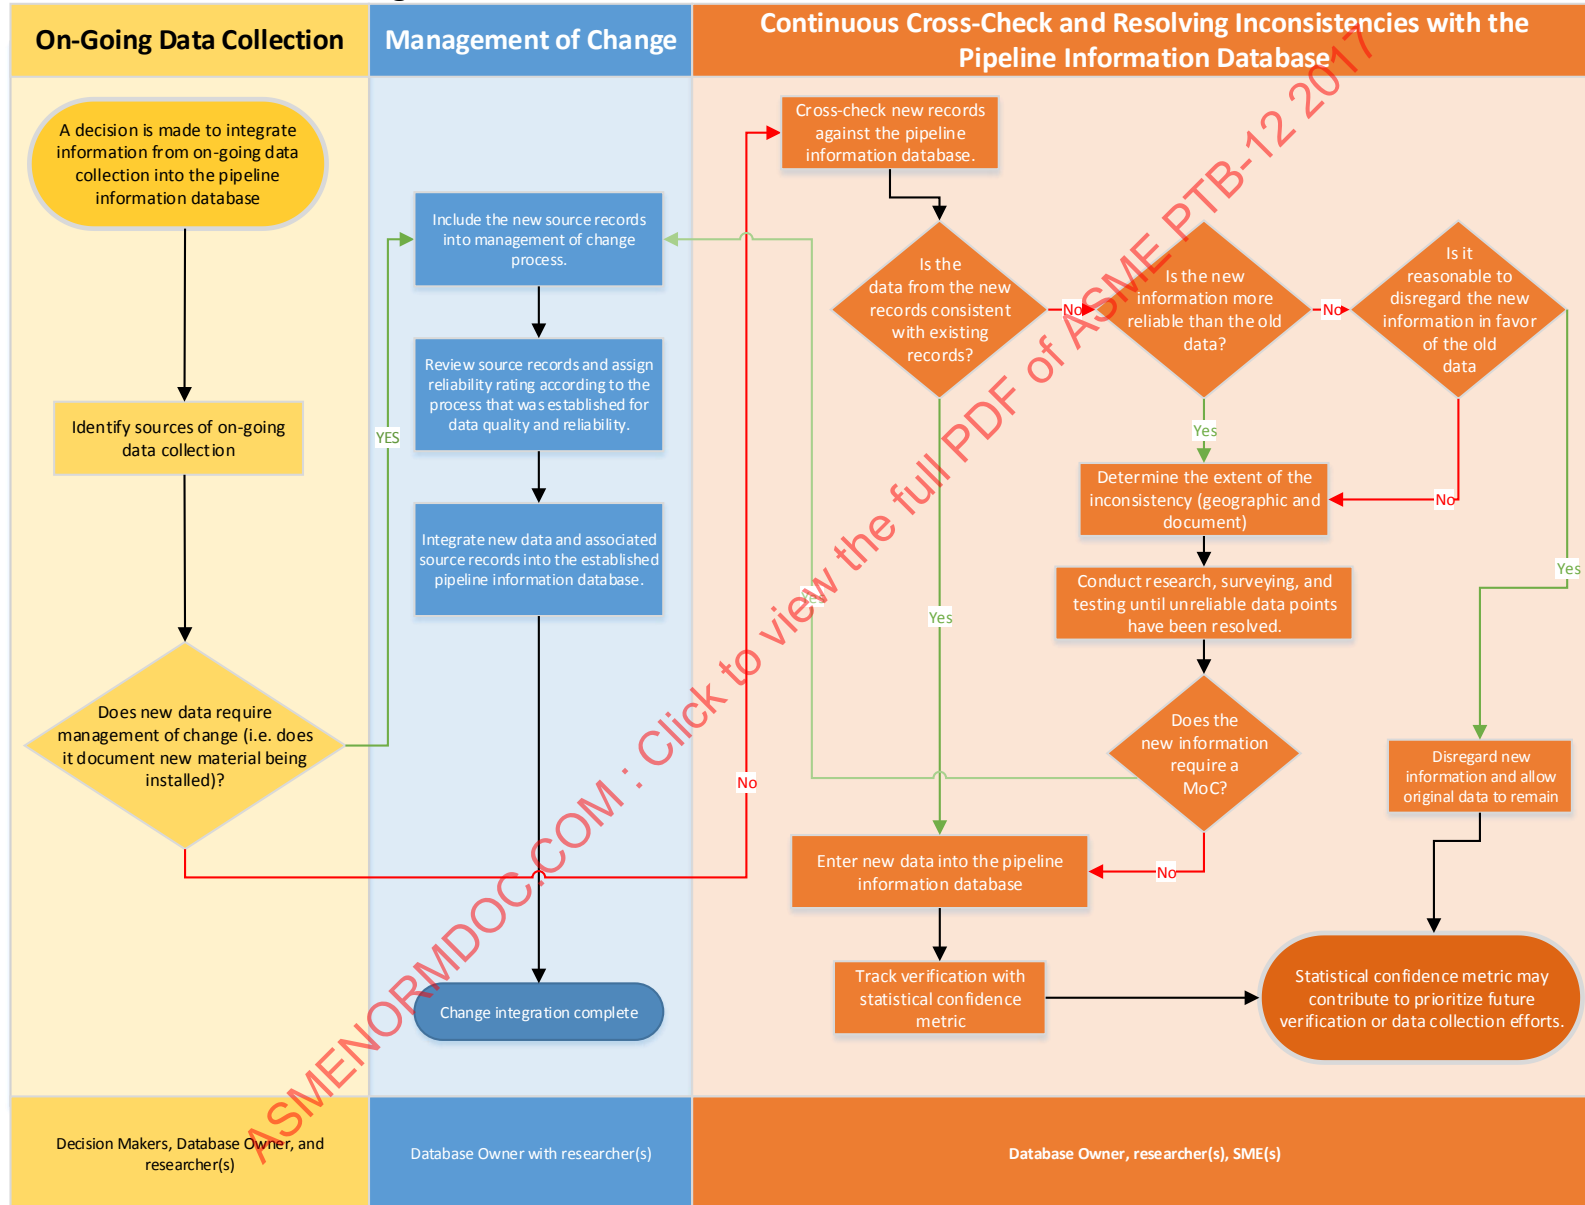 On-Going Data Collection
Management of Change
Continuous Cross-Check and Resolving Inconsistencies with the
Pipeline Information Database
A decision is made to integrate
information from on-going data
collection into the pipeline
information database
Identify sources of on-going
data collection
Does new data require
management of change (i.e. does
it document new material being
installed)?
YES
No
Include the new source records
into management of change
process.
Review source records and assign
reliability rating according to the
process that was established for
data quality and reliability.
Integrate new data and associated
source records into the established
pipeline information database.
Change integration complete
Cross-check new records
against the pipeline
information database.
Is the
data from the new
records consistent
with existing
records?
No
Is the new
information more
reliable than the old
data?
No
Is it
reasonable to
disregard the new
information in favor
of the old
data
Yes
Yes
No
Yes
Yes
Determine the extent of the
inconsistency (geographic and
document)
Conduct research, surveying, and
testing until unreliable data points
have been resolved.
Does the
new information
require a
MoC?
No
Disregard new
information and allow
original data to remain
Enter new data into the pipeline
information database
Track verification with
statistical confidence
metric
Statistical confidence metric may
contribute to prioritize future
verification or data collection efforts.
Decision Makers, Database Owner, and
researcher(s)
Database Owner with researcher(s)
Database Owner, researcher(s), SME(s)
ASMENORMDOC.COM : Click to view the full PDF of ASME PTB-12 2017